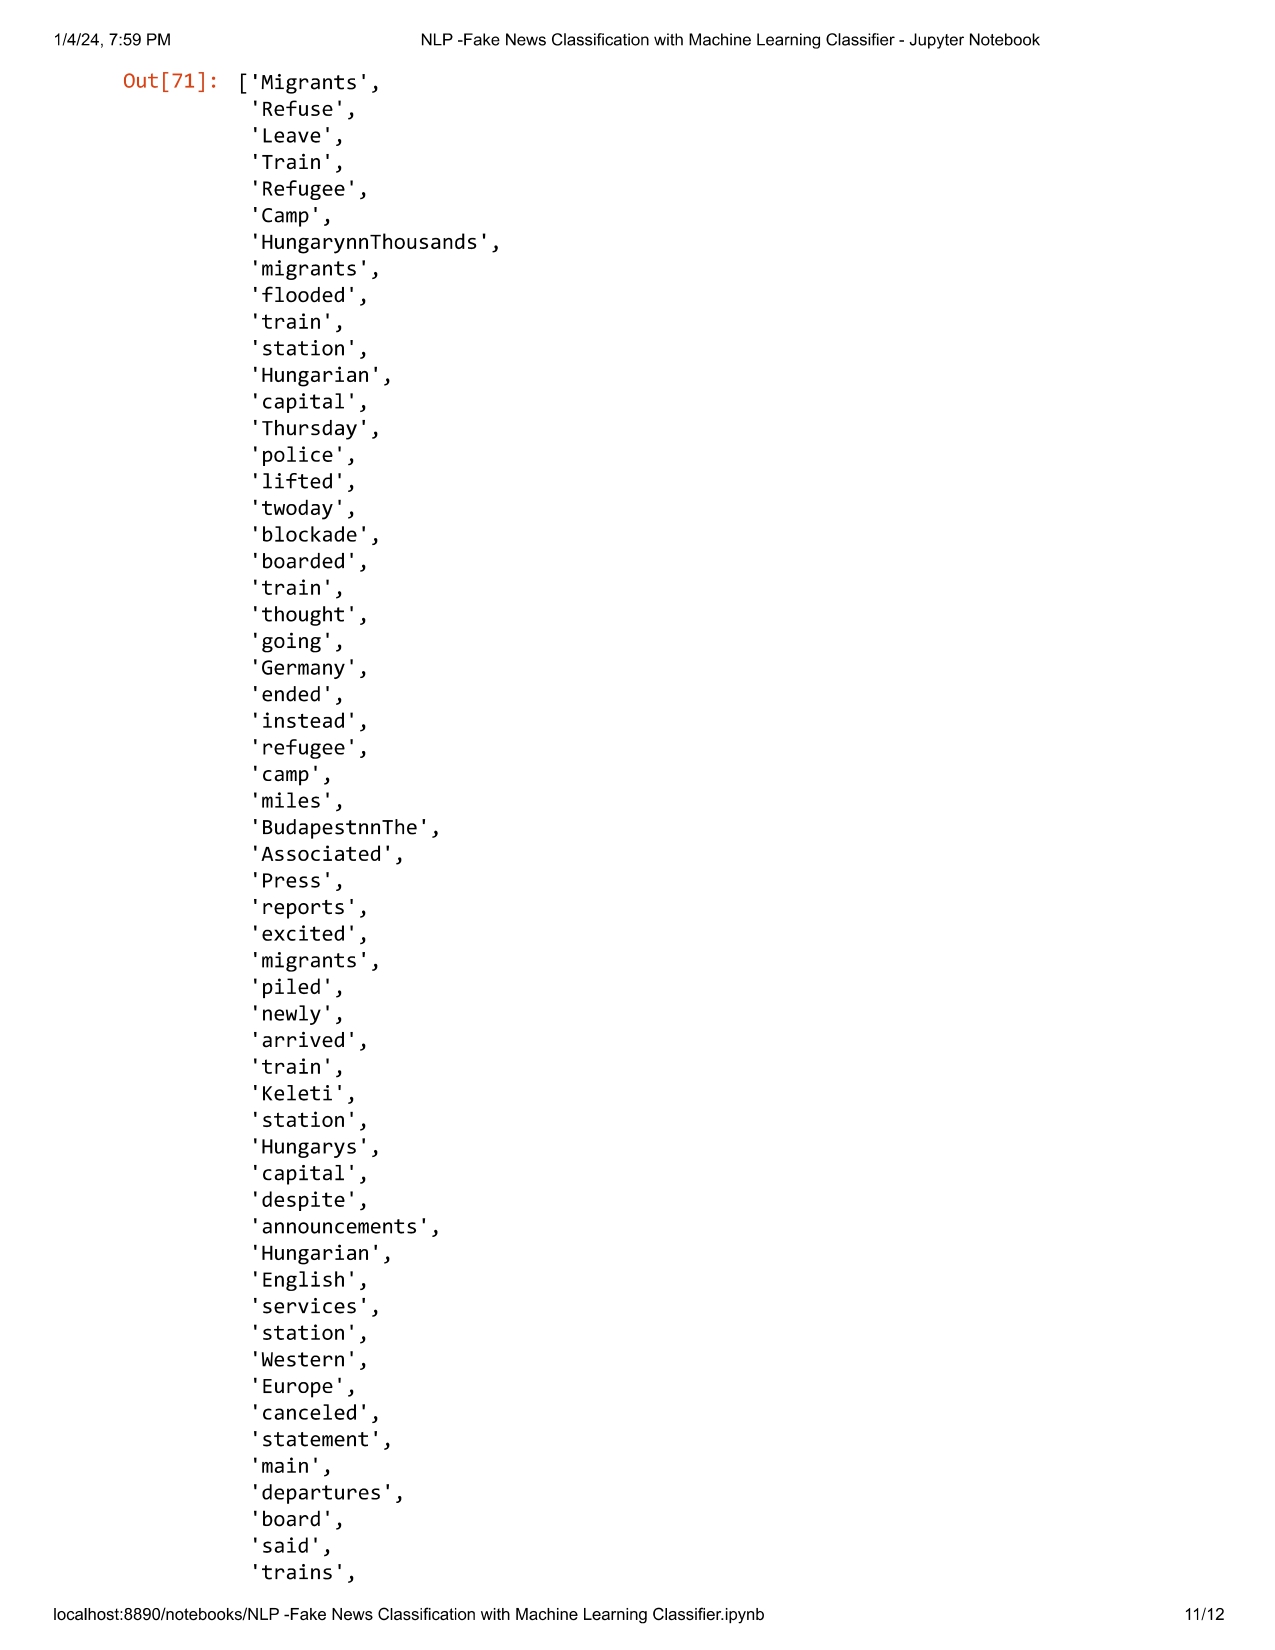 1/4/24, 7:59 PM NLP -Fake News Classification with Machine Learning Classifier - Jupyter Notebook
Out[71]: ['Migrants',
'Refuse',
'Leave',
'Train',
'Refugee',
'Camp',
'HungarynnThousands',
'migrants',
'flooded',
'train',
'station',
'Hungarian',
'capital',
'Thursday',
'police',
'lifted',
'twoday',
'blockade',
'boarded',
'train',
'thought',
'going',
'Germany',
'ended',
'instead',
'refugee',
'camp',
'miles',
'BudapestnnThe',
'Associated',
'Press',
'reports',
'excited',
'migrants',
'piled',
'newly',
'arrived',
'train',
'Keleti',
'station',
'Hungarys',
'capital',
'despite',
'announcements',
'Hungarian',
'English',
'services',
'station',
'Western',
'Europe',
'canceled',
'statement',
'main',
'departures',
'board',
'said',
'trains',
localhost:8890/notebooks/NLP -Fake News Classification with Machine Learning Classifier.ipynb 11/12